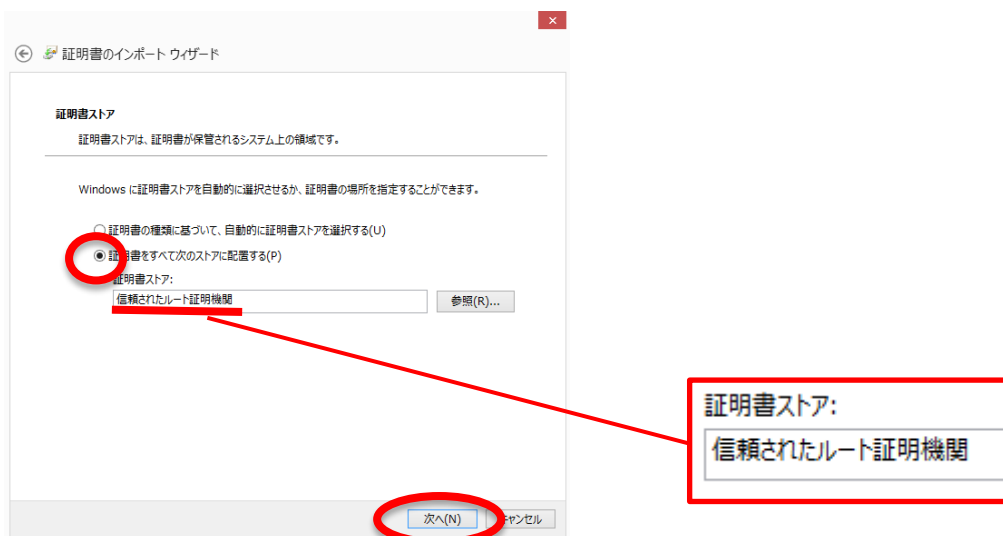 証明書のインポート ウィザード
証明書ストア
証明書ストアは、証明書が保管されるシステム上の領域です。
Windows に証明書ストアを自動的に選択させるか、証明書の場所を指定することができます。
証明書の種類に基づいて、自動的に証明書ストアを選択する(U)
証明書をすべて次のストアに配置する(P)
証明書ストア:
信頼されたルート証明機関
参照(R)...
証明書ストア:
信頼されたルート証明機関
次へ(N)
キャンセル